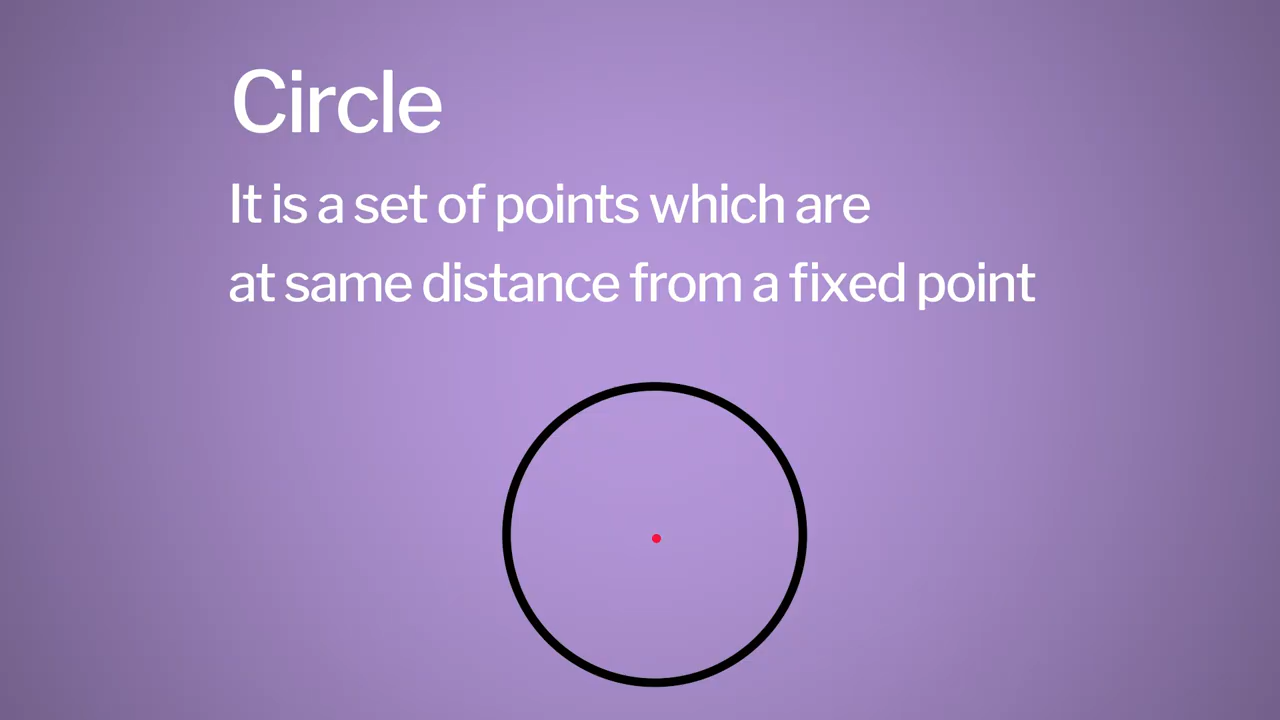 Circle
It is a set of points which are
at same distance from a fixed point